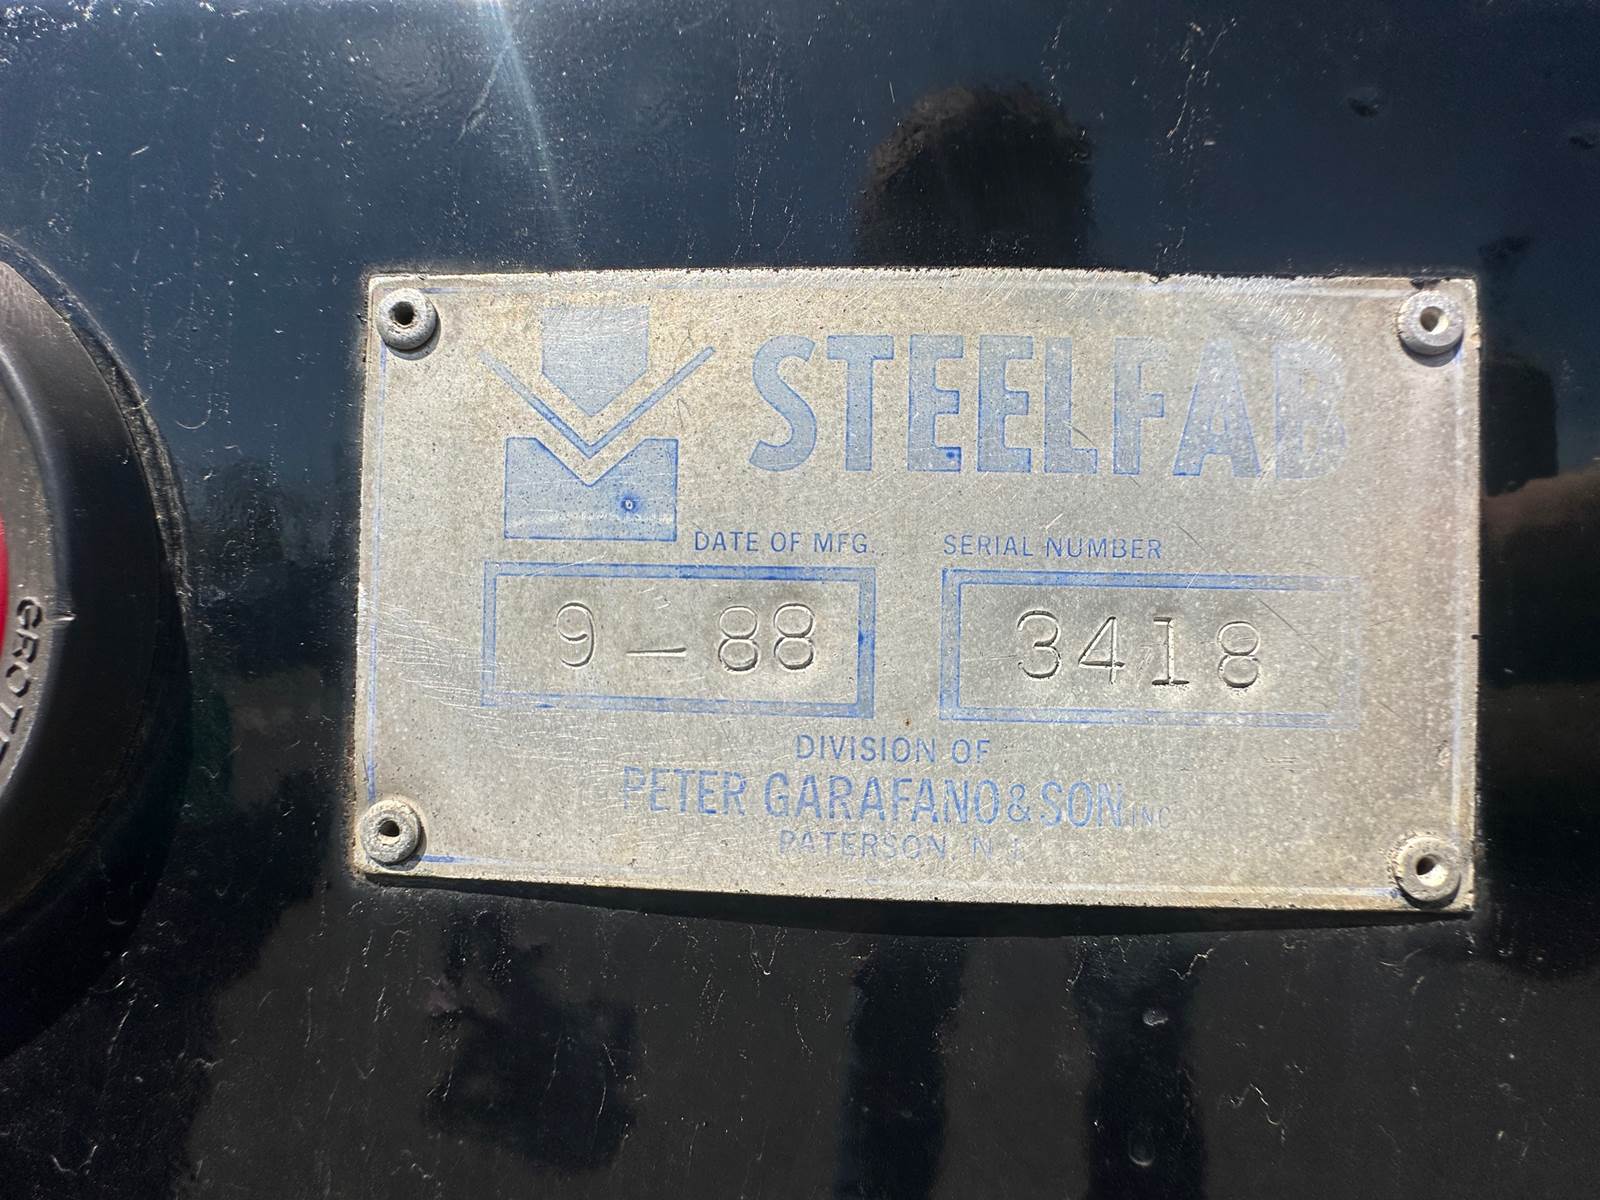 STEELFAB
DATE OF MFG. SERIAL NUMBER
9-88 3418
DIVISION OF
PETER GARAFANO & SON INC
PATERSON, N.J.